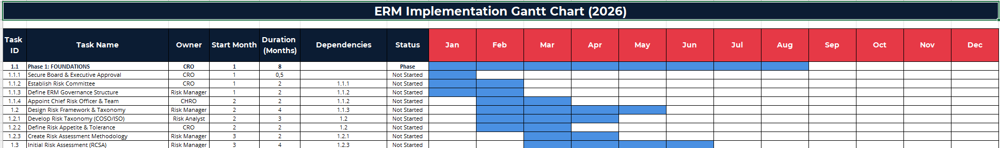 ERM Implementation Gantt Chart (2026)
Task ID Task Name Owner Start Month Duration (Months) Dependencies Status Jan Feb Mar Apr May Jun Jul Aug Sep Oct Nov Dec
1.1 Phase 1: FOUNDATIONS CRO 1 8 Phase
1.1.1 Secure Board & Executive Approval CRO 1 0,5 Not Started
1.1.2 Establish Risk Committee CRO 1 2 1.1.1 Not Started
1.1.3 Define ERM Governance Structure Risk Manager 1 2 1.1.2 Not Started
1.1.4 Appoint Chief Risk Officer & Team CHRO 2 2 1.1.2 Not Started
1.2 Design Risk Framework & Taxonomy Risk Manager 2 4 1.1.3 Not Started
1.2.1 Develop Risk Taxonomy (COSO/ISO) Risk Analyst 2 3 1.2 Not Started
1.2.2 Define Risk Appetite & Tolerance CRO 2 2 1.2 Not Started
1.2.3 Create Risk Assessment Methodology Risk Manager 3 2 1.2.1 Not Started
1.3 Initial Risk Assessment (RCSA) Risk Manager 3 4 1.2.3 Not Started